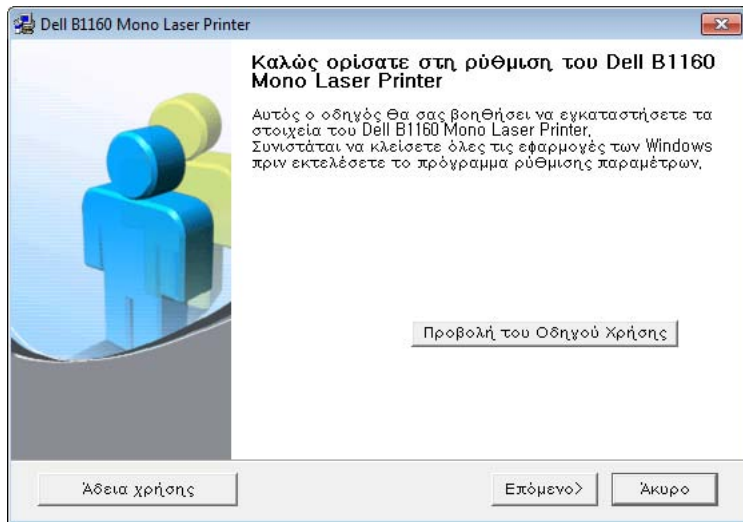 Dell B1160 Mono Laser Printer
Καλώς ορίσατε στη ρύθμιση του Dell B1160
Mono Laser Printer
Αυτός ο οδηγός θα σας βοηθήσει να εγκαταστήσετε τα
στοιχεία του Dell B1160 Mono Laser Printer.
Συνιστάται να κλείσετε όλες τις εφαρμογές των Windows
πριν εκτελέσετε το πρόγραμμα ρύθμισης παραμέτρων.
Προβολή του Οδηγού Χρήσης
Άδεια χρήσης
Επόμενο>
Άκυρο